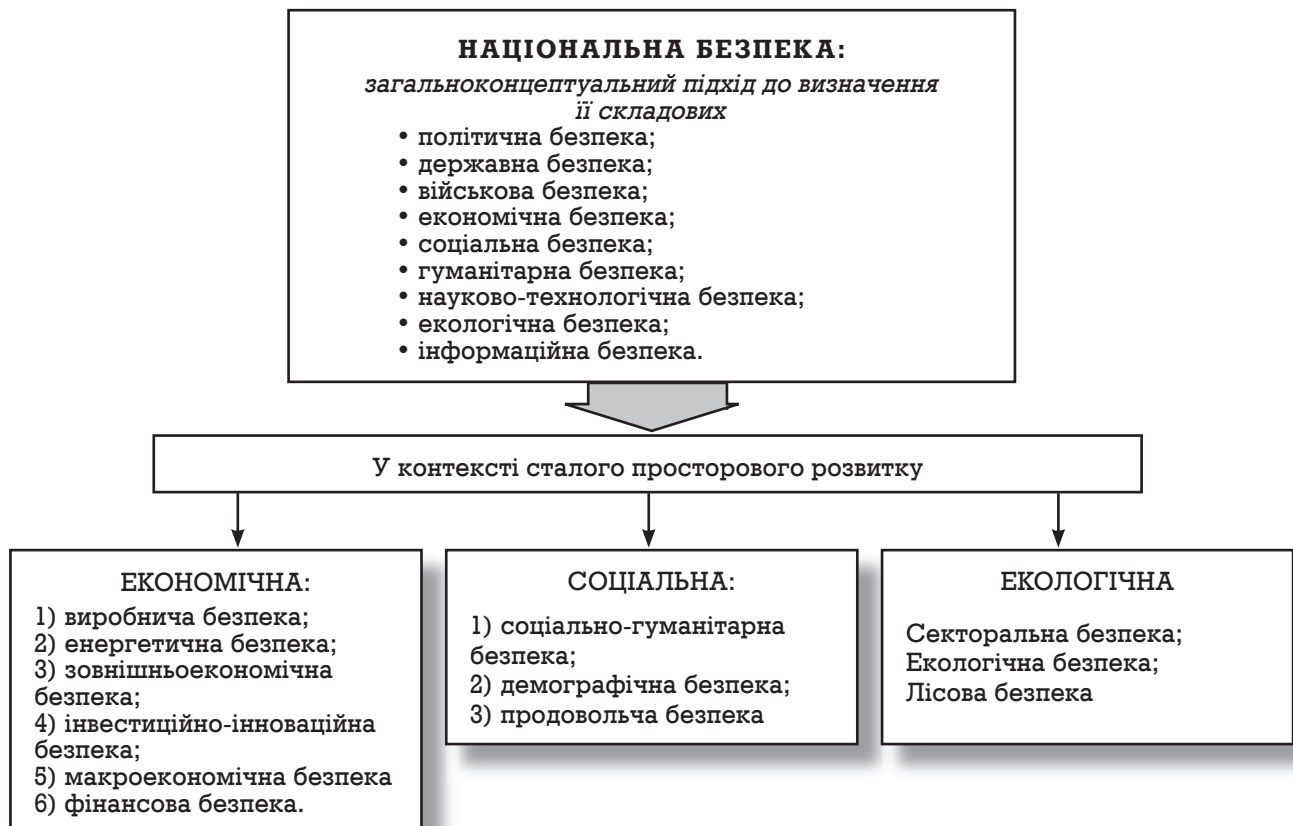 НАЦІОНАЛЬНА БЕЗПЕКА:
загальноконцептуальний підхід до визначення
її складових
• політична безпека;
• державна безпека;
• військова безпека;
• економічна безпека;
• соціальна безпека;
• гуманітарна безпека;
• науково-технологічна безпека;
• екологічна безпека;
• інформаційна безпека.
У контексті сталого просторового розвитку
ЕКОНОМІЧНА:
1) виробнича безпека;
2) енергетична безпека;
3) зовнішньоекономічна
безпека;
4) інвестиційно-інноваційна
безпека;
5) макроекономічна безпека
6) фінансова безпека.
СОЦІАЛЬНА:
1) соціально-гуманітарна
безпека;
2) демографічна безпека;
3) продовольча безпека
ЕКОЛОГІЧНА
Секторальна безпека;
Екологічна безпека;
Лісова безпека